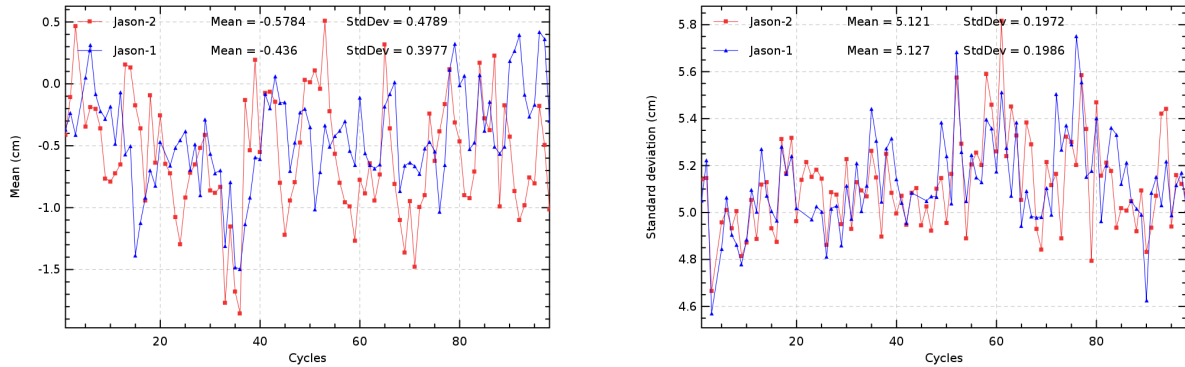 0.5
0.0
−0.5
−1.0
−1.5
Mean (cm)
Jason-2 Mean = -0.5784 StdDev = 0.4789
Jason-1 Mean = -0.436 StdDev = 0.3977
20 40 60 80
Cycles
5.8
5.6
5.4
5.2
5.0
4.8
4.6
Standard deviation (cm)
Jason-2 Mean = 5.121 StdDev = 0.1972
Jason-1 Mean = 5.127 StdDev = 0.1986
20 40 60 80
Cycles